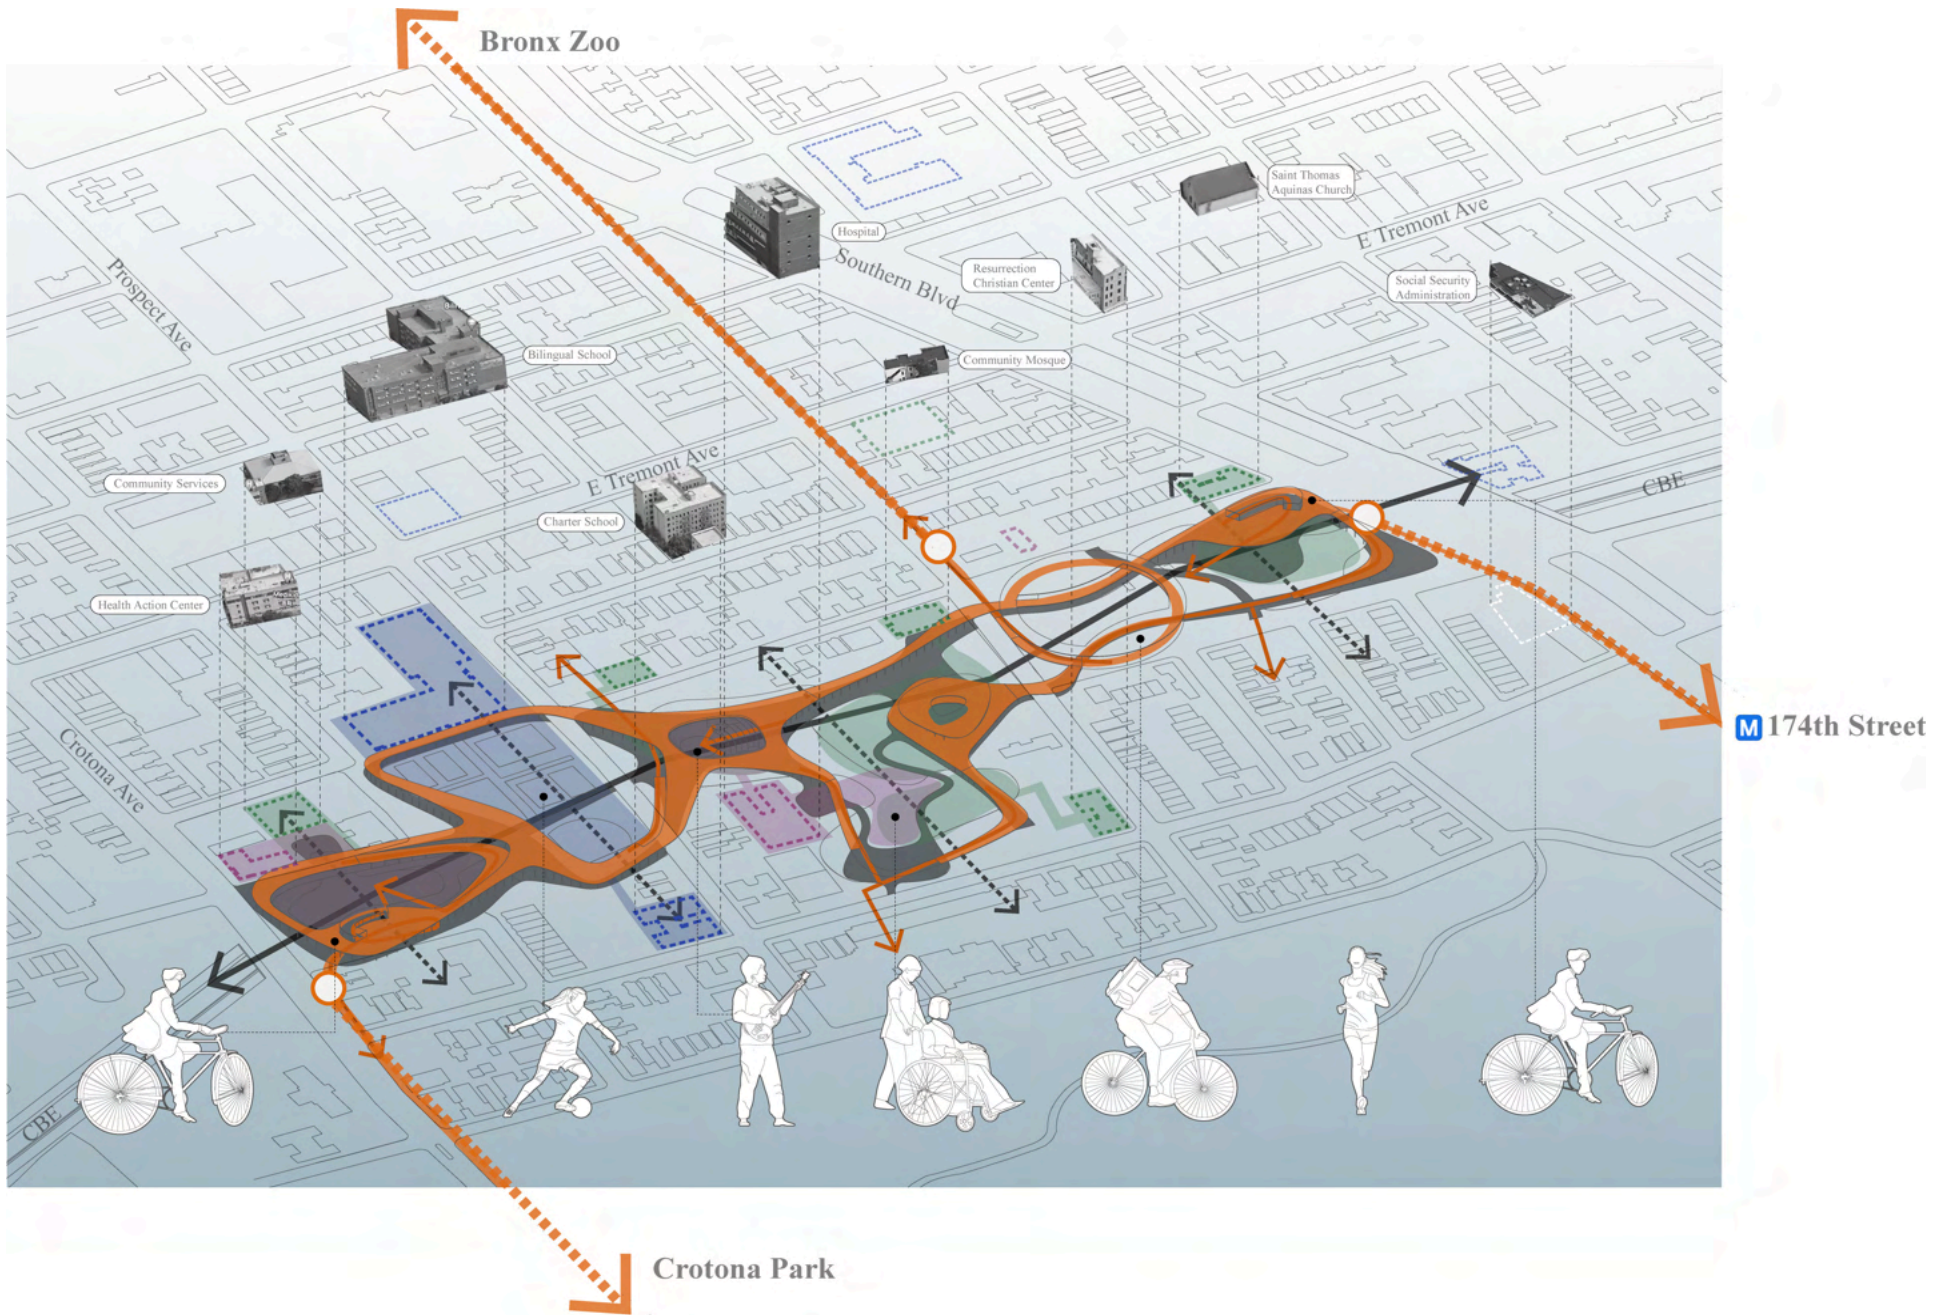 Bronx Zoo
Saint Thomas
Aquinas Church
E Tremont Ave
Hospital
Southern Blvd
Resurrection
Christian Center
Social Security
Administration
Prospect Ave
Bilingual School
Community Mosque
E Tremont Ave
Community Services
CBE
Charter School
Health Action Center
M 174th Street
Crotona Ave
CBE
Crotona Park